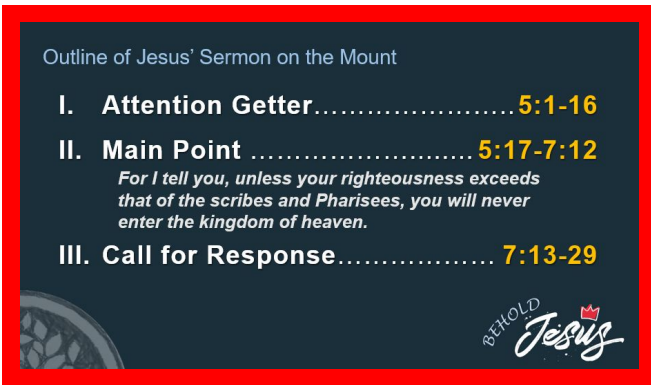 Outline of Jesus’ Sermon on the Mount
I. Attention Getter…………………..5:1-16
II. Main Point …………………..…..5:17-7:12
For I tell you, unless your righteousness exceeds
that of the scribes and Pharisees, you will never
enter the kingdom of heaven.
III. Call for Response……………… 7:13-29
BEHOLD
Jesus